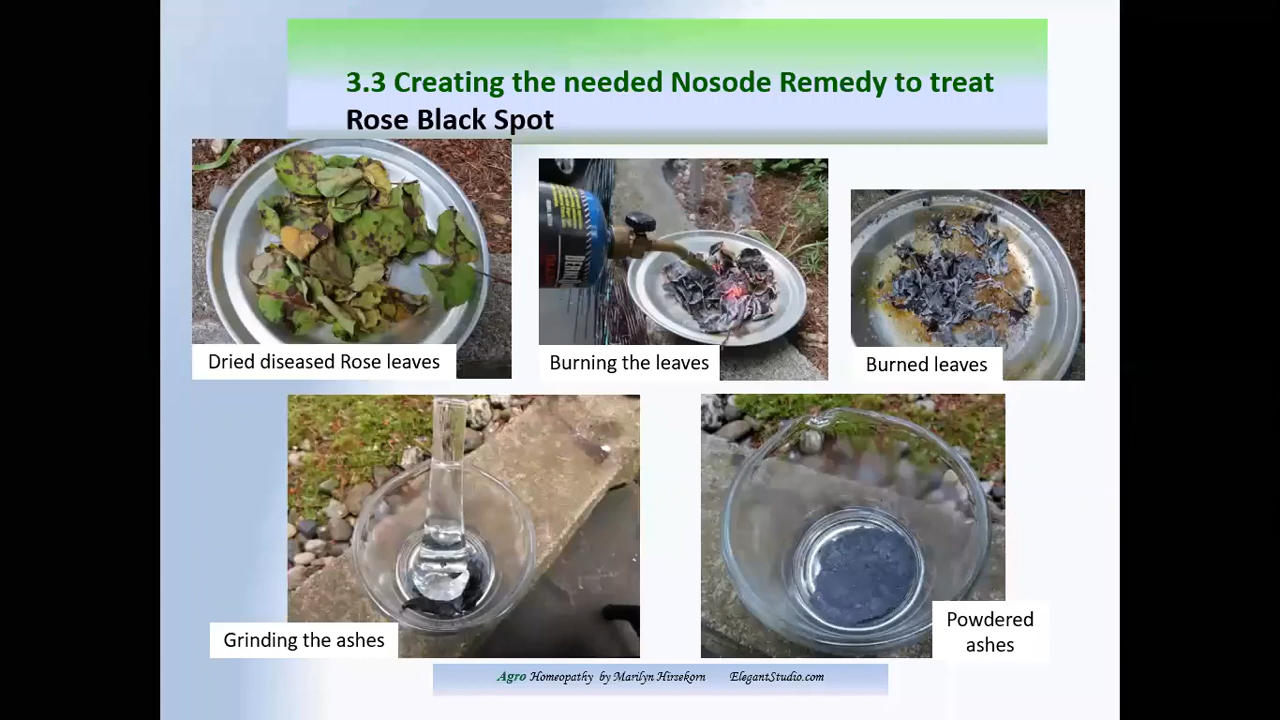 3.3 Creating the needed Nosode Remedy to treat
Rose Black Spot
Dried diseased Rose leaves
Burning the leaves
Burned leaves
Grinding the ashes
Powdered
ashes
Agro Homeopathy by Marilyn Hirsekorn ElegantStudio.com